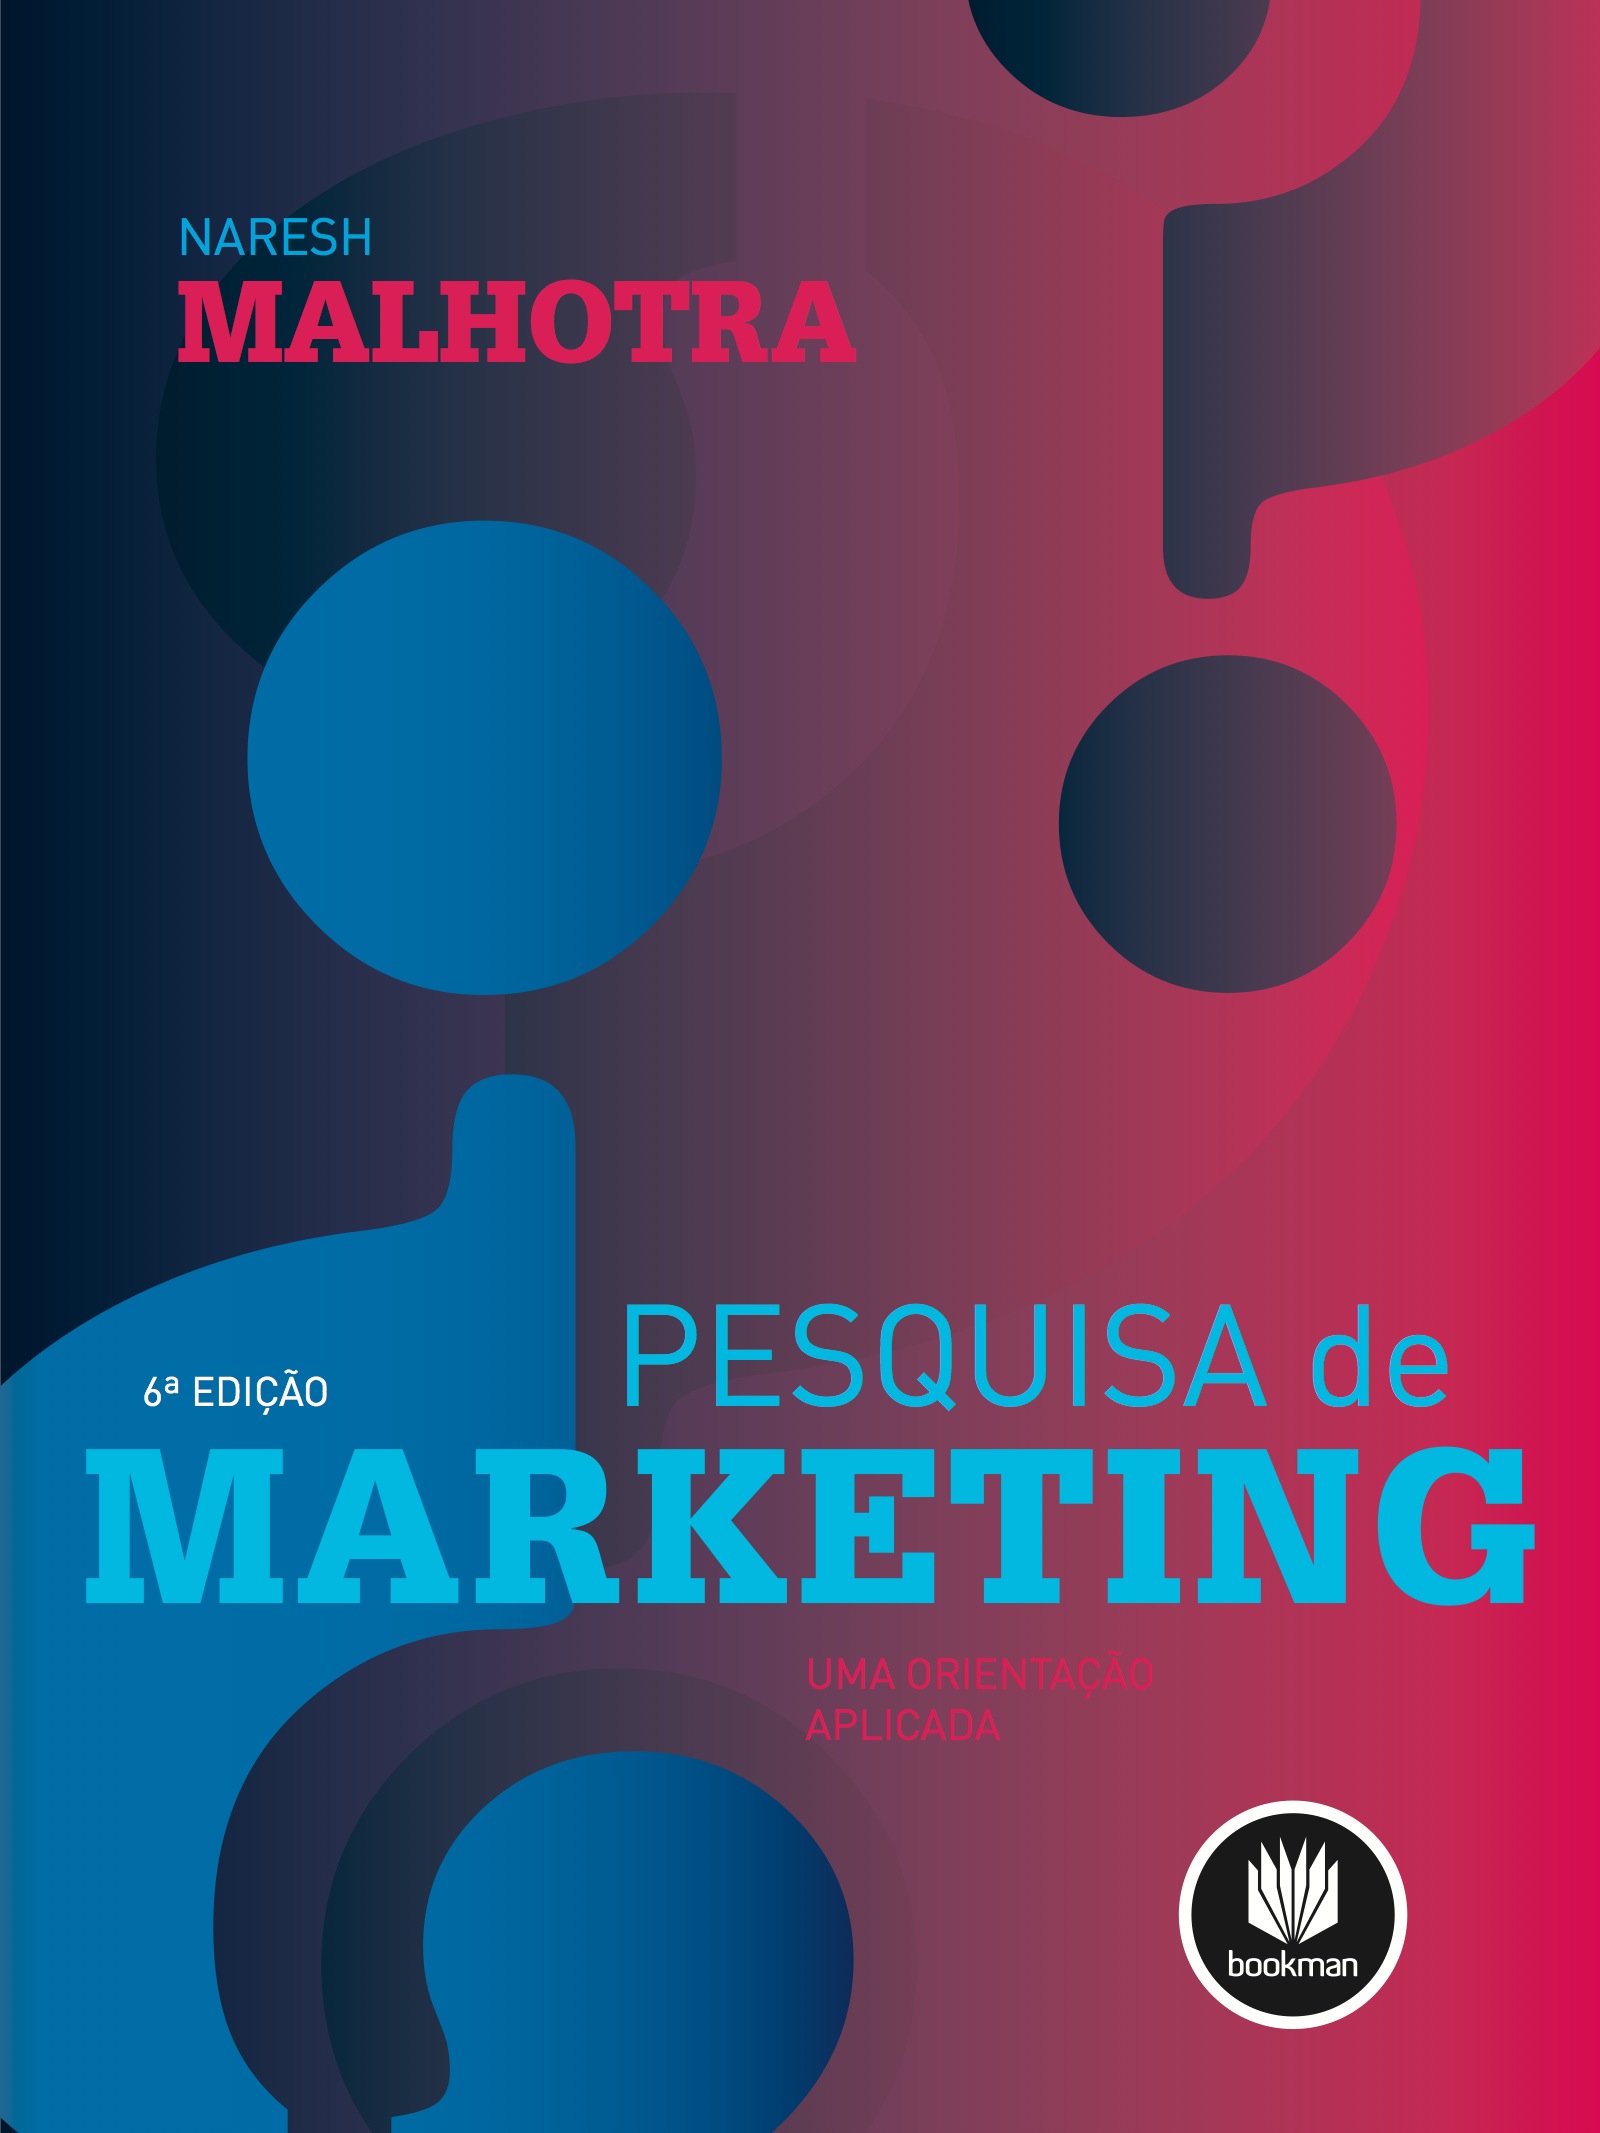 NARESH
MALHOTRA
PESQUISA de
6ª EDIÇÃO
MARKETING
UMA ORIENTAÇÃO
APLICADA
bookman